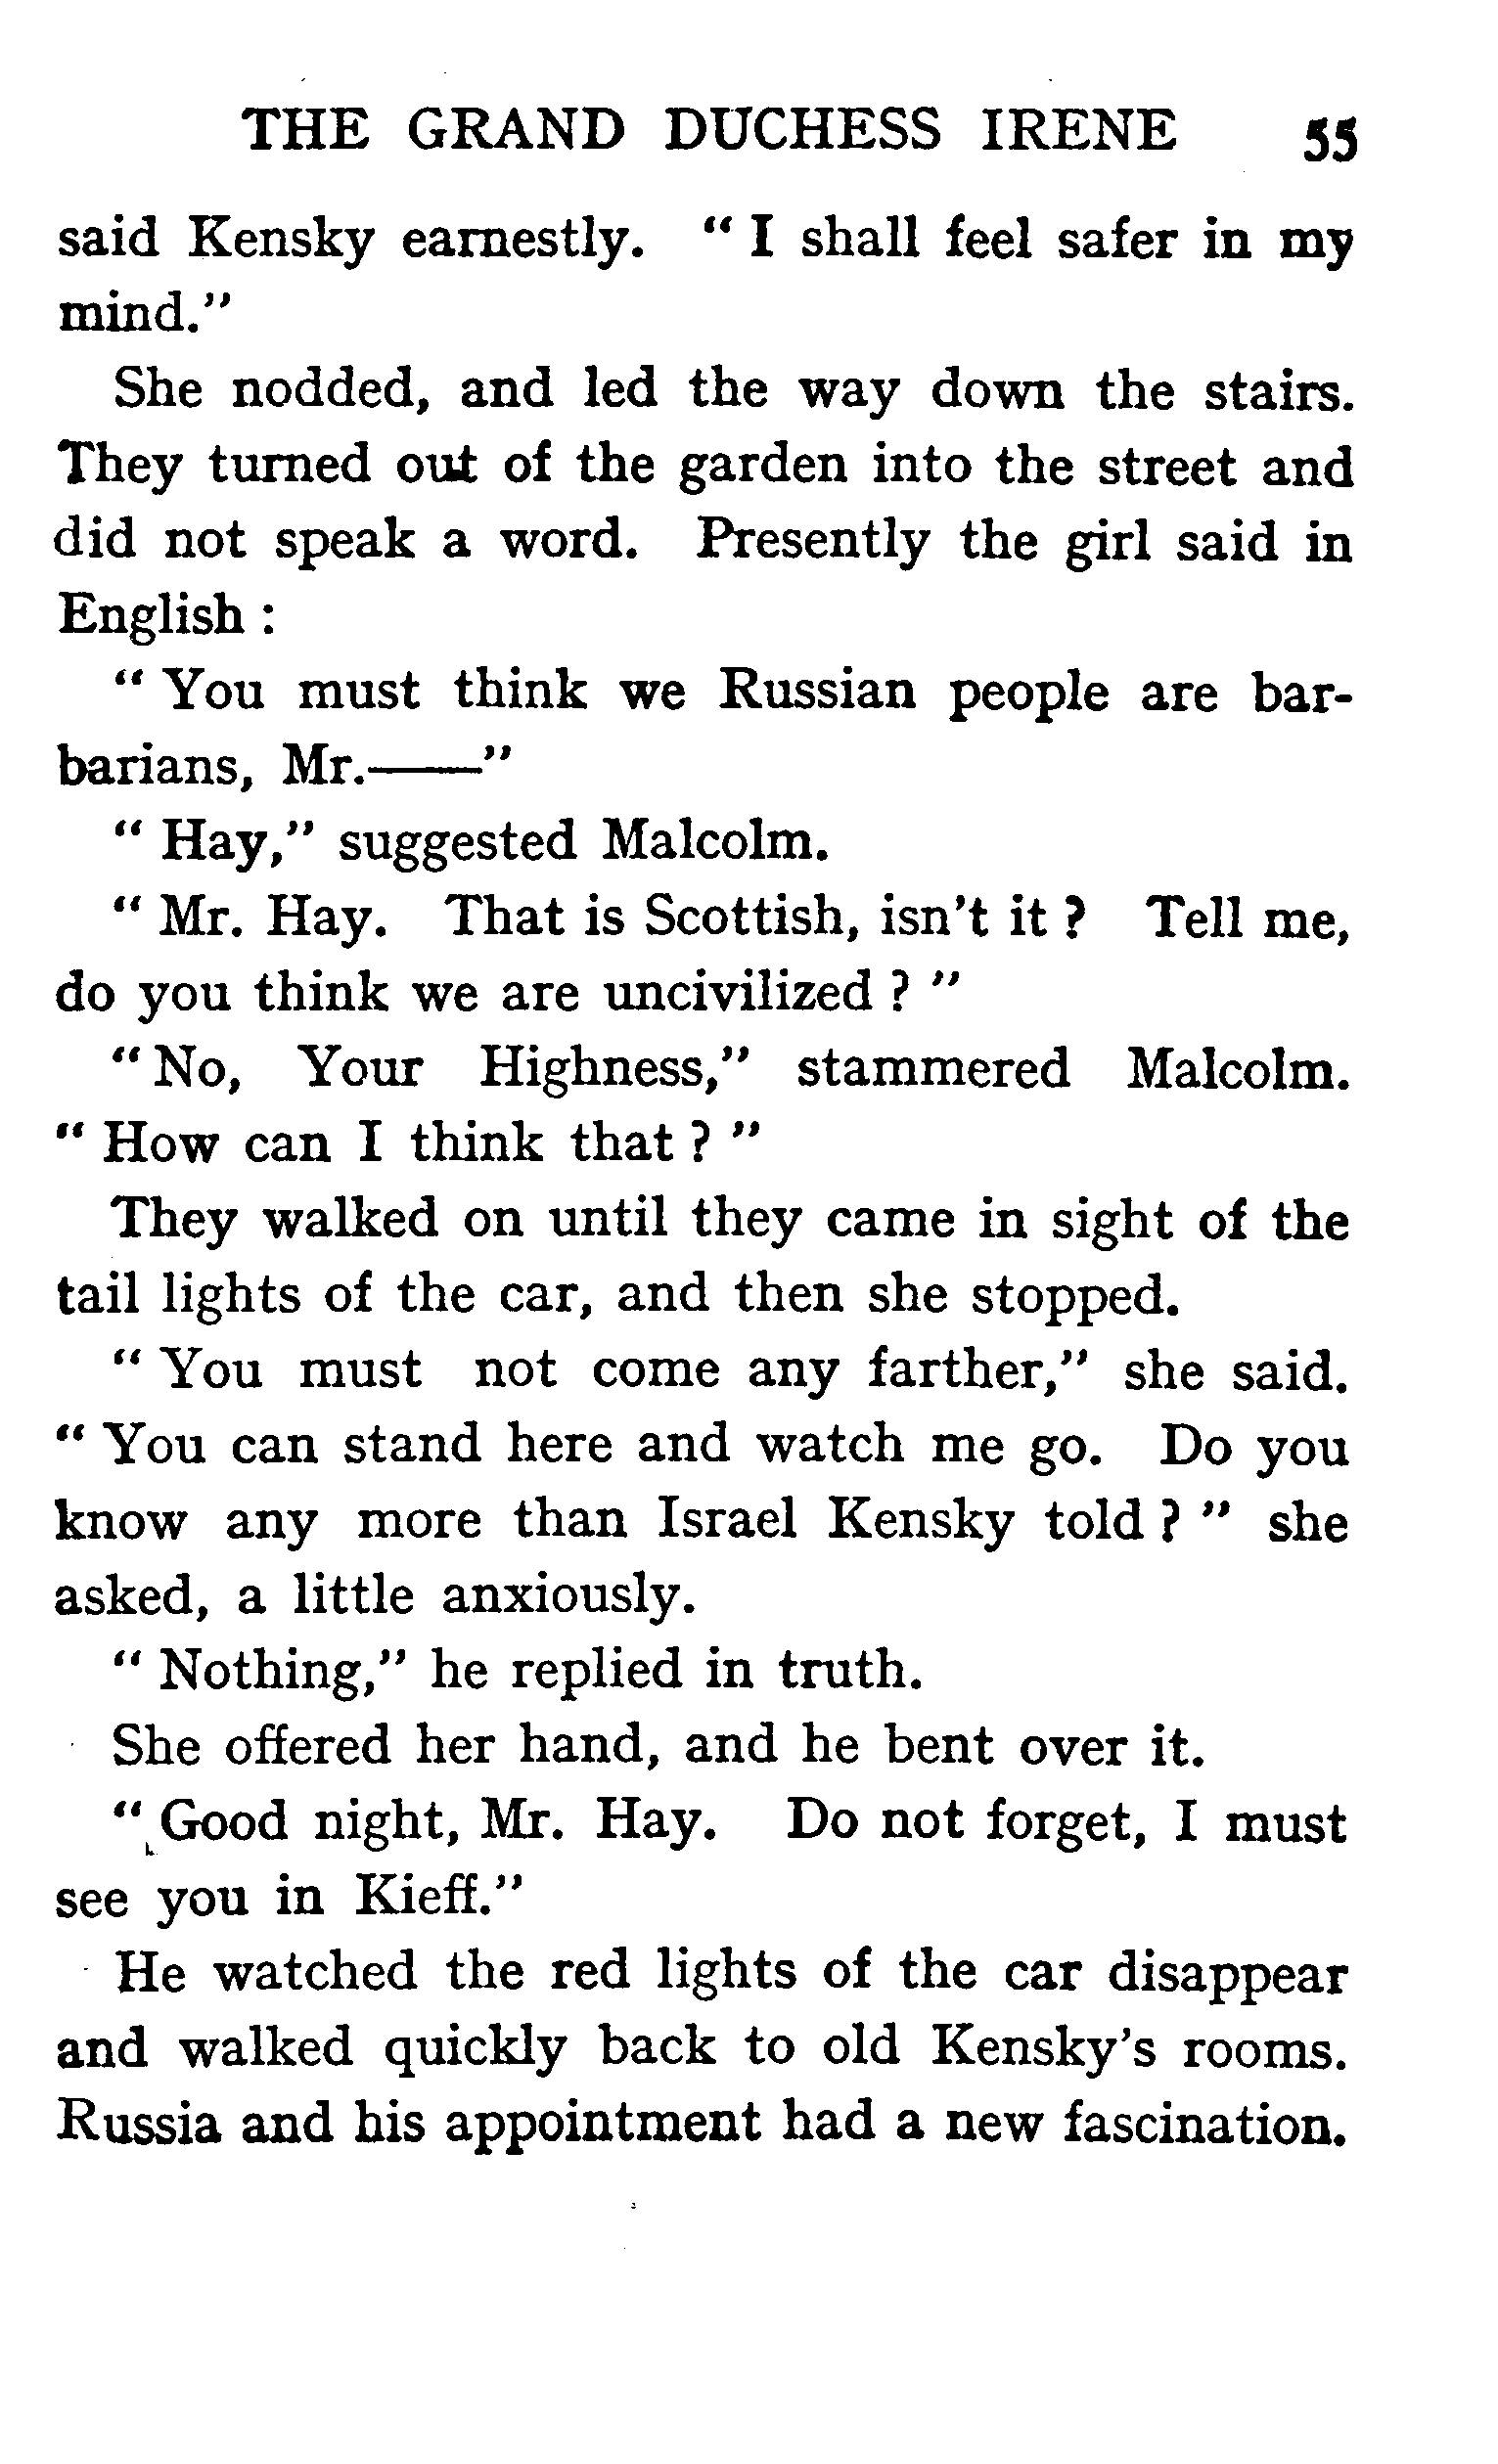 THE GRAND DUCHESS IRENE 55
said Kensky earnestly. "I shall feel safer in my
mind."
She nodded, and led the way down the stairs.
They turned out of the garden into the street and
did not speak a word. Presently the girl said in
English :
"You must think we Russian people are bar-
barians, Mr.——"
"Hay," suggested Malcolm.
"Mr. Hay. That is Scottish, isn't it ? Tell me,
do you think we are uncivilized ?"
"No, Your Highness," stammered Malcolm.
"How can I think that ?"
They walked on until they came in sight of the
tail lights of the car, and then she stopped.
"You must not come any farther," she said.
"You can stand here and watch me go. Do you
know any more than Israel Kensky told ?" she
asked, a little anxiously.
"Nothing," he replied in truth.
She offered her hand, and he bent over it.
"Good night, Mr. Hay. Do not forget, I must
see you in Kieff."
He watched the red lights of the car disappear
and walked quickly back to old Kensky's rooms.
Russia and his appointment had a new fascination.